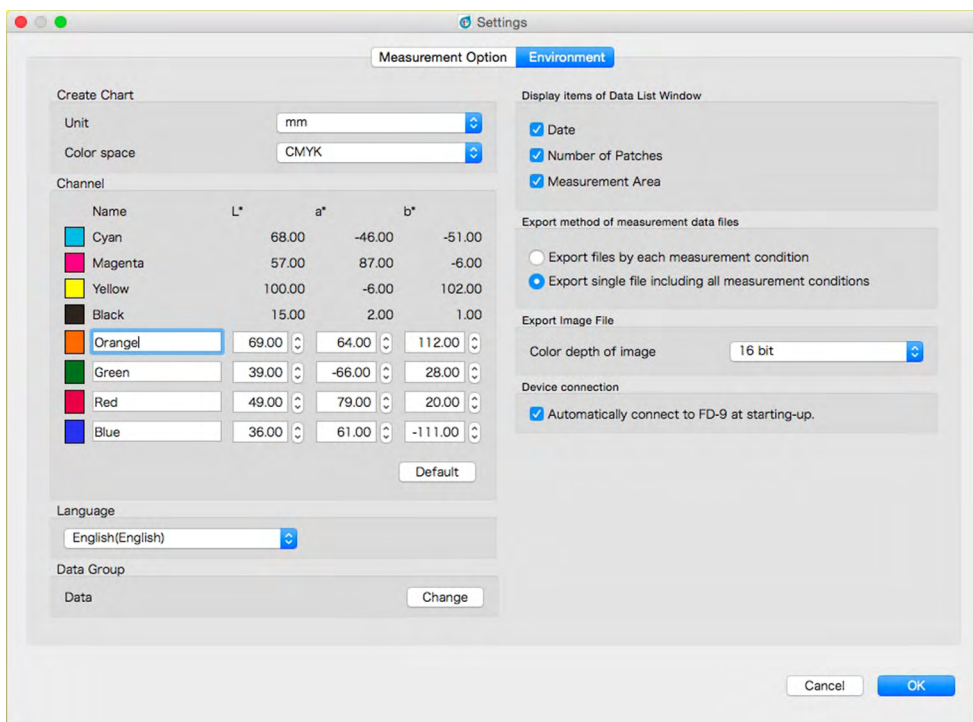 Settings
Measurement Option Environment
Create Chart
Unit mm
Color space CMYK
Channel
Name L* a* b*
Cyan 68.00 -46.00 -51.00
Magenta 57.00 87.00 -6.00
Yellow 100.00 -6.00 102.00
Black 15.00 2.00 1.00
Orange 69.00 64.00 112.00
Green 39.00 -66.00 28.00
Red 49.00 79.00 20.00
Blue 36.00 61.00 -111.00
Default
Language
English(English)
Data Group
Data Change
Display items of Data List Window
Date
Number of Patches
Measurement Area
Export method of measurement data files
Export files by each measurement condition
Export single file including all measurement conditions
Export Image File
Color depth of image 16 bit
Device connection
Automatically connect to FD-9 at starting-up.
Cancel OK